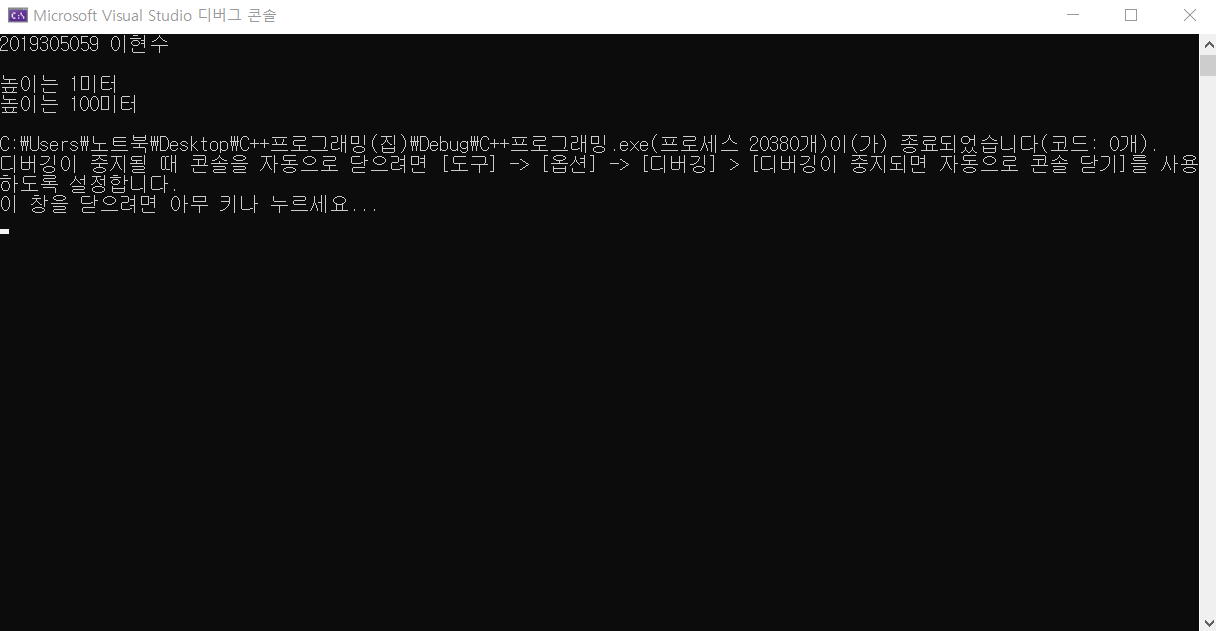 Microsoft Visual Studio 디버그 콘솔
2019305059 이현수
높이는 1미터
높이는 100미터
C:\Users\노트북\Desktop\C++프로그래밍(집)\Debug\C++프로그래밍.exe(프로세스 20380개)이(가) 종료되었습니다(코드: 0개).
디버깅이 중지될 때 콘솔을 자동으로 닫으려면 [도구] -> [옵션] -> [디버깅] > [디버깅이 중지되면 자동으로 콘솔 닫기]를 사용
하도록 설정합니다.
이 창을 닫으려면 아무 키나 누르세요...